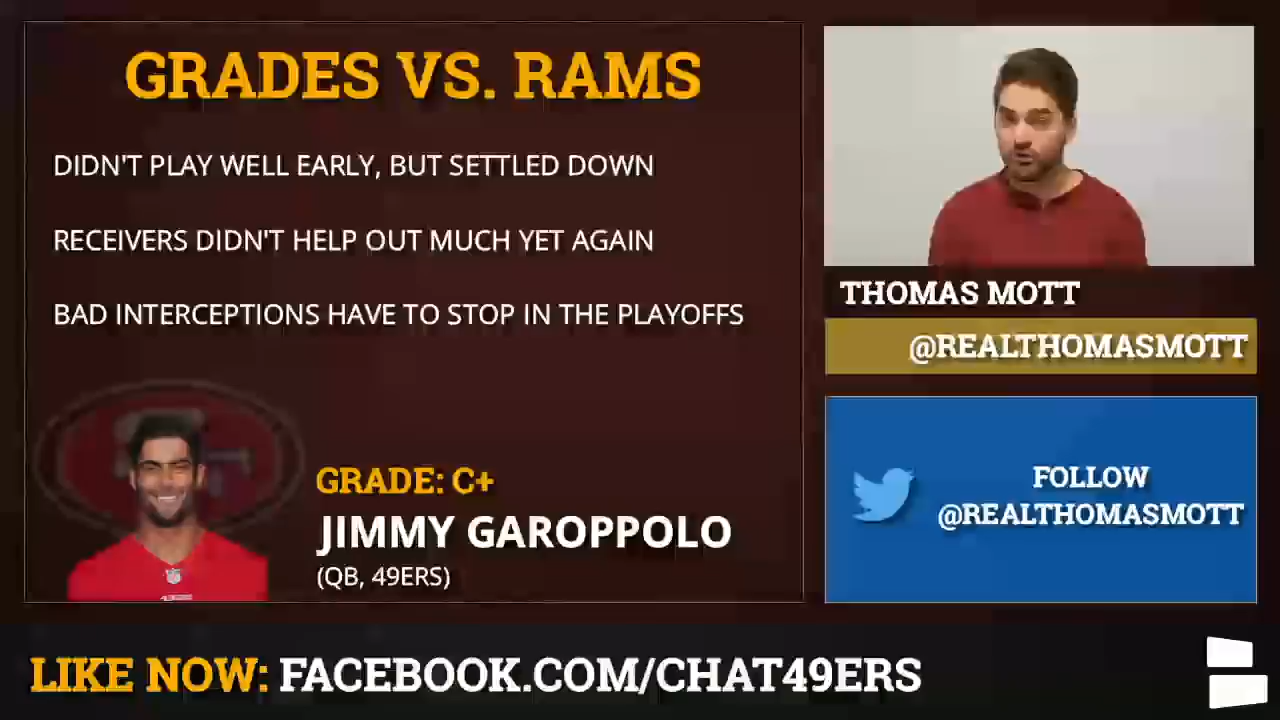 GRADES VS. RAMS
DIDN'T PLAY WELL EARLY, BUT SETTLED DOWN
RECEIVERS DIDN'T HELP OUT MUCH YET AGAIN
BAD INTERCEPTIONS HAVE TO STOP IN THE PLAYOFFS
GRADE: C+
JIMMY GAROPPOLO
(QB, 49ERS)
THOMAS MOTT
@REALTHOMASMOTT
FOLLOW
@REALTHOMASMOTT
LIKE NOW: FACEBOOK.COM/CHAT49ERS